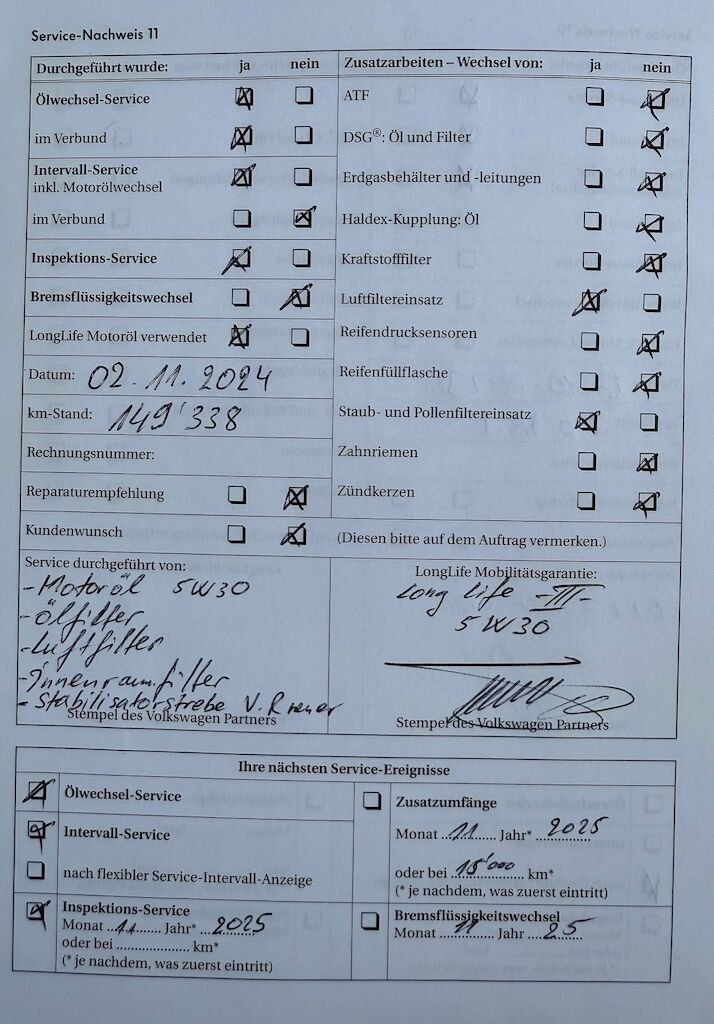 Service-Nachweis 11
Durchgeführt wurde: ja nein
Ölwechsel-Service
im Verbund
Intervall-Service
inkl. Motorölwechsel
im Verbund
Inspektions-Service
Bremsflüssigkeitswechsel
LongLife Motoröl verwendet
Datum: 02.11.2024
km-Stand: 149'338
Rechnungsnummer:
Reparaturempfehlung
Kundenwunsch
Zusatzarbeiten – Wechsel von: ja nein
ATF
DSG®: Öl und Filter
Erdgasbehälter und -leitungen
Haldex-Kupplung: Öl
Kraftstofffilter
Luftfiltereinsatz
Reifendrucksensoren
Reifenfüllflasche
Staub- und Pollenfiltereinsatz
Zahnriemen
Zündkerzen
(Diesen bitte auf dem Auftrag vermerken.)
Service durchgeführt von:
- Motoröl 5W30
- Ölfilter
- Luftfilter
- Innenraumfilter
- Stabilisatorstrebe V.
Stempel des Volkswagen Partners
LongLife Mobilitätsgarantie:
Long life -III-
5W30
Stempel des Volkswagen Partners
Ihre nächsten Service-Ereignisse
Ölwechsel-Service
Intervall-Service
nach flexibler Service-Intervall-Anzeige
Inspektions-Service
Monat ..11.. Jahr* ..2025..
oder bei .................. km*
(* je nachdem, was zuerst eintritt)
Zusatzumfänge
Monat ..11...... Jahr* ..2025
oder bei ..15'000.. km*
(* je nachdem, was zuerst eintritt)
Bremsflüssigkeitswechsel
Monat ....11.... Jahr ...25...